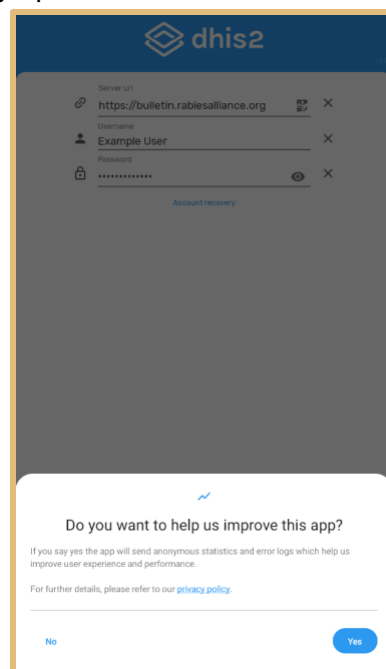 dhis2
Server url
https://bulletin.rabiesalliance.org
Username
Example User
Password
•••••••••••••
Account recovery
Do you want to help us improve this app?
If you say yes the app will send anonymous statistics and error logs which help us
improve user experience and performance.
For further details, please refer to our privacy policy.
No
Yes